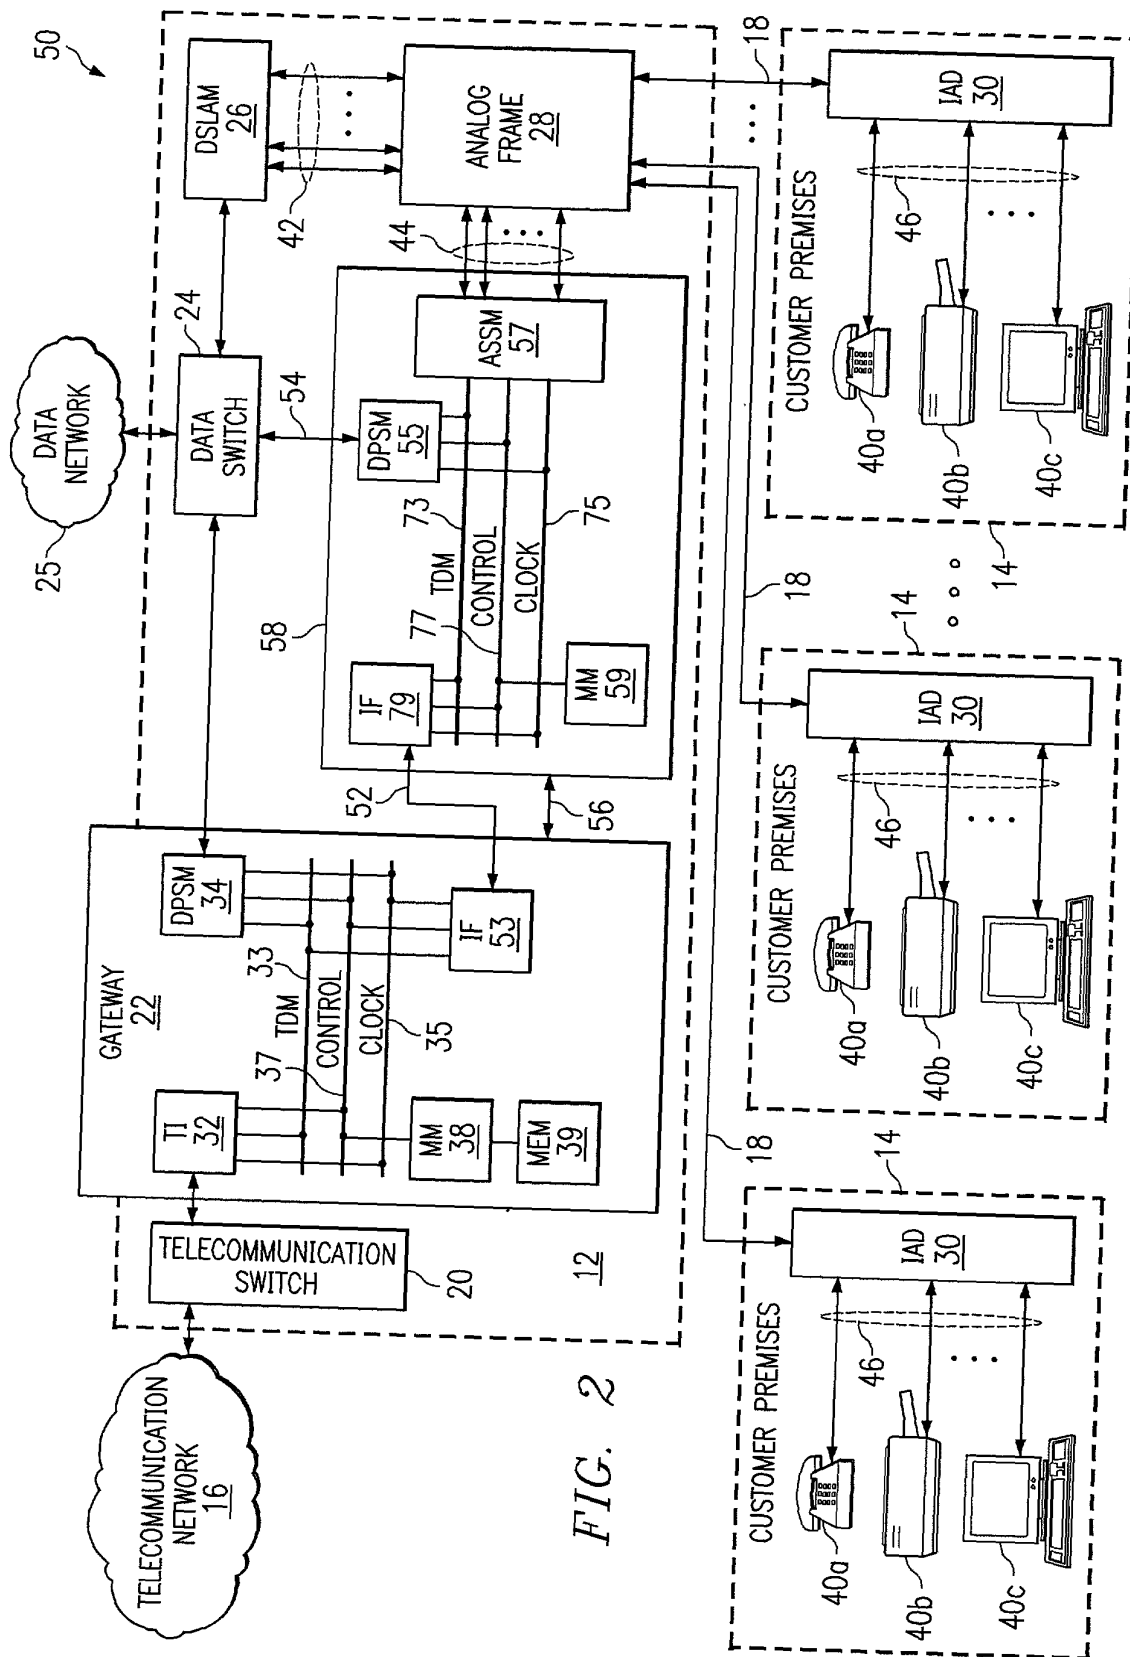 50
TELECOMMUNICATION
NETWORK
16
TELECOMMUNICATION
SWITCH
20
12
GATEWAY
22
TI
32
DPSM
34
33
TDM
CONTROL
CLOCK
37
35
MM
38
MEM
39
IF
53
52
56
58
IF
79
MM
59
73
TDM
CONTROL
CLOCK
77
75
DPSM
55
ASSM
57
54
DATA
NETWORK
25
DATA
SWITCH
24
DSLAM
26
42
ANALOG
FRAME
28
44
18
18
18
14
CUSTOMER PREMISES
IAD
30
46
40a
40b
40c
14
CUSTOMER PREMISES
IAD
30
46
40a
40b
40c
14
CUSTOMER PREMISES
IAD
30
46
40a
40b
40c
FIG. 2